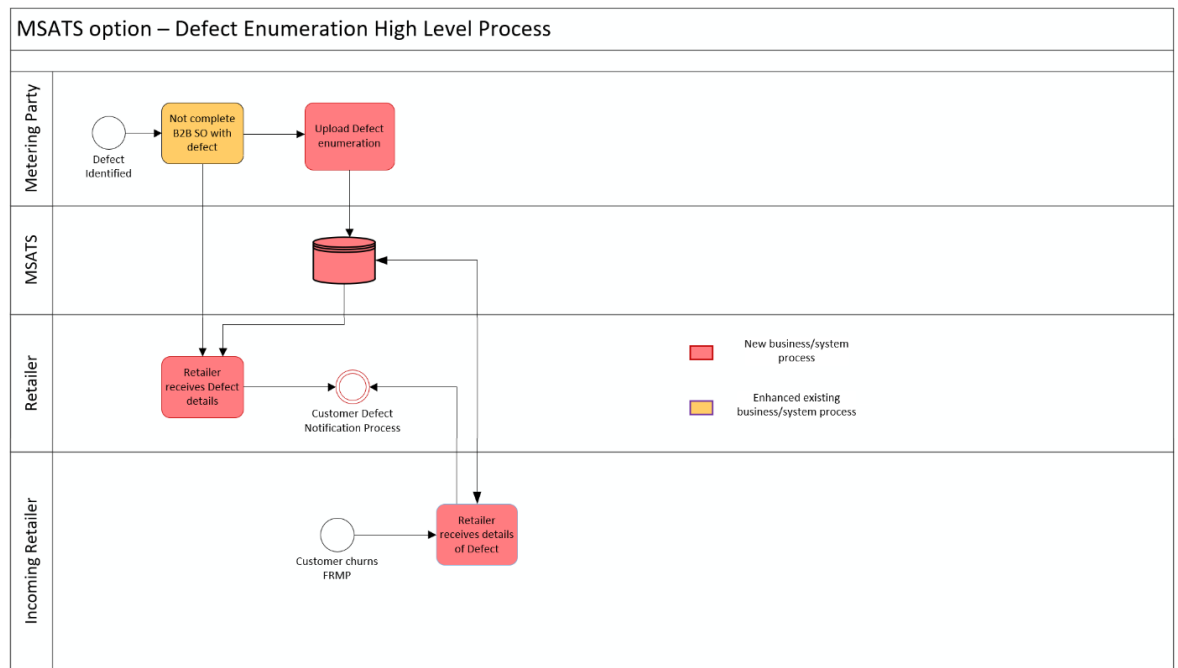 MSATS option – Defect Enumeration High Level Process
Metering Party
Defect
Identified
Not complete
B2B SO with
defect
Upload Defect
enumeration
MSATS
Retailer
Retailer
receives Defect
details
Customer Defect
Notification Process
New business/system
process
Enhanced existing
business/system process
Incoming Retailer
Customer churns
FRMP
Retailer
receives details
of Defect